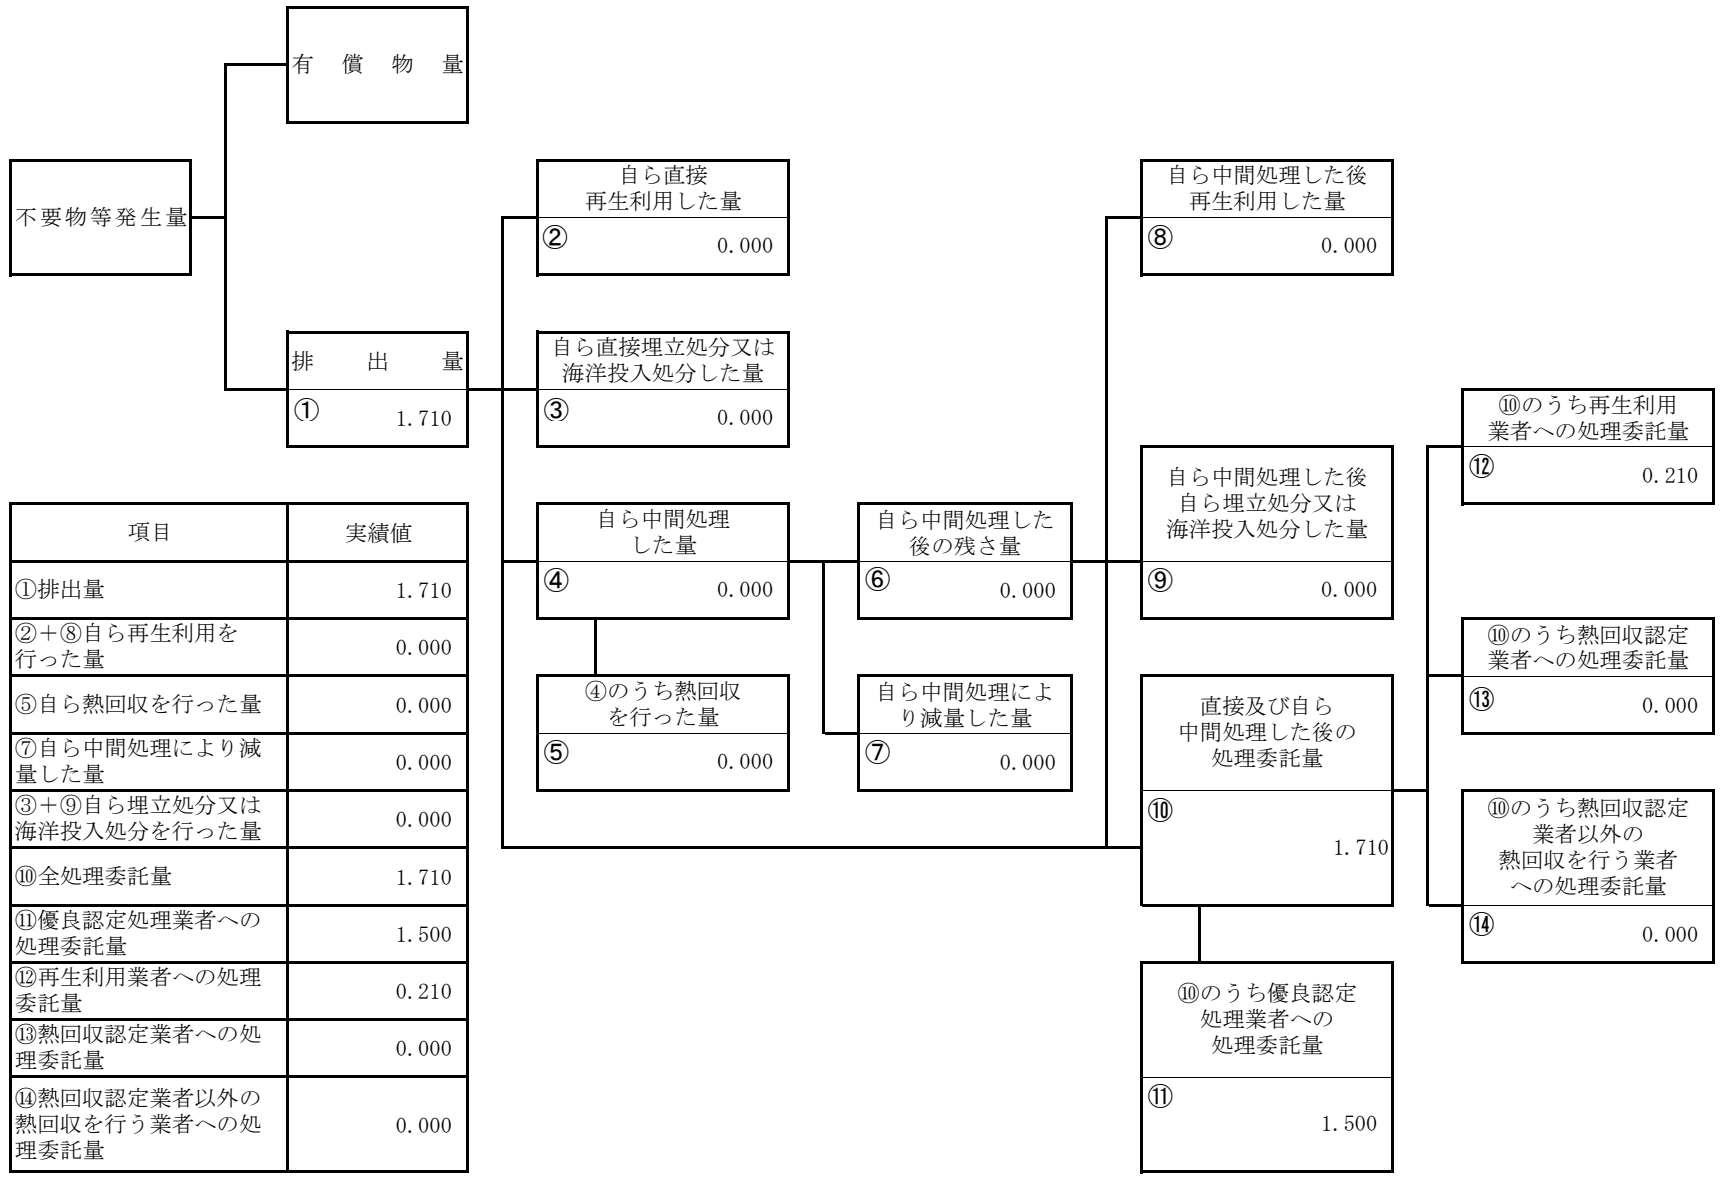 有償物量
不要物等発生量
排出量
① 1.710
自ら直接
再生利用した量
② 0.000
自ら直接埋立処分又は
海洋投入処分した量
③ 0.000
自ら中間処理
した量
④ 0.000
④のうち熱回収
を行った量
⑤ 0.000
自ら中間処理した
後の残さ量
⑥ 0.000
自ら中間処理によ
り減量した量
⑦ 0.000
自ら中間処理した後
再生利用した量
⑧ 0.000
自ら中間処理した後
自ら埋立処分又は
海洋投入処分した量
⑨ 0.000
直接及び自ら
中間処理した後の
処理委託量
⑩
1.710
⑩のうち優良認定
処理業者への
処理委託量
⑪
1.500
⑩のうち再生利用
業者への処理委託量
⑫ 0.210
⑩のうち熱回収認定
業者への処理委託量
⑬ 0.000
⑩のうち熱回収認定
業者以外の
熱回収を行う業者
への処理委託量
⑭ 0.000
項目 実績値
①排出量 1.710
②＋⑧自ら再生利用を
行った量 0.000
⑤自ら熱回収を行った量 0.000
⑦自ら中間処理により減
量した量 0.000
③＋⑨自ら埋立処分又は
海洋投入処分を行った量 0.000
⑩全処理委託量 1.710
⑪優良認定処理業者への
処理委託量 1.500
⑫再生利用業者への処理
委託量 0.210
⑬熱回収認定業者への処
理委託量 0.000
⑭熱回収認定業者以外の
熱回収を行う業者への処
理委託量 0.000